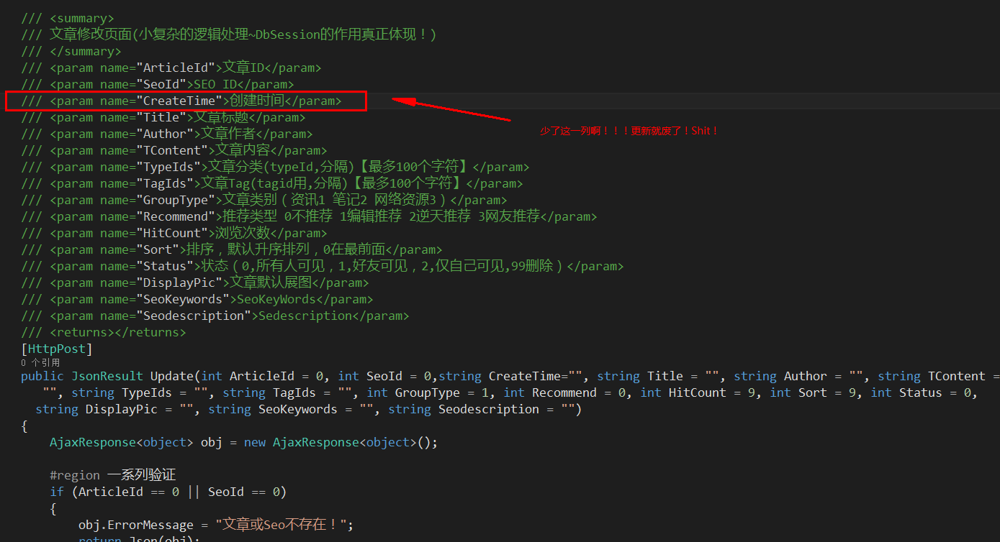 /// <summary>
/// 文章修改页面(小复杂的逻辑处理~DbSession的作用真正体现！)
/// </summary>
/// <param name="ArticleId">文章ID</param>
/// <param name="SeoId">SEO ID</param>
/// <param name="CreateTime">创建时间</param>
/// <param name="Title">文章标题</param>
少了这一列啊！！！更新就废了！Shit！
/// <param name="Author">文章作者</param>
/// <param name="TContent">文章内容</param>
/// <param name="TypeIds">文章分类(typeId,分隔)【最多100个字符】</param>
/// <param name="TagIds">文章Tag(tagid用,分隔)【最多100个字符】</param>
/// <param name="GroupType">文章类别（资讯1 笔记2 网络资源3）</param>
/// <param name="Recommend">推荐类型 0不推荐 1编辑推荐 2逆天推荐 3网友推荐</param>
/// <param name="HitCount">浏览次数</param>
/// <param name="Sort">排序，默认升序排列，0在最前面</param>
/// <param name="Status">状态（0,所有人可见，1,好友可见，2,仅自己可见,99删除）</param>
/// <param name="DisplayPic">文章默认展图</param>
/// <param name="SeoKeywords">SeoKeyWords</param>
/// <param name="Seodescription">Sedescription</param>
/// <returns></returns>
[HttpPost]
0 个引用
public JsonResult Update(int ArticleId = 0, int SeoId = 0,string CreateTime="", string Title = "", string Author = "", string TContent =
"", string TypeIds = "", string TagIds = "", int GroupType = 1, int Recommend = 0, int HitCount = 9, int Sort = 9, int Status = 0,
string DisplayPic = "", string SeoKeywords = "", string Seodescription = "")
{
AjaxResponse<object> obj = new AjaxResponse<object>();
#region 一系列验证
if (ArticleId == 0 || SeoId == 0)
{
obj.ErrorMessage = "文章或Seo不存在！";
return Json(obj);